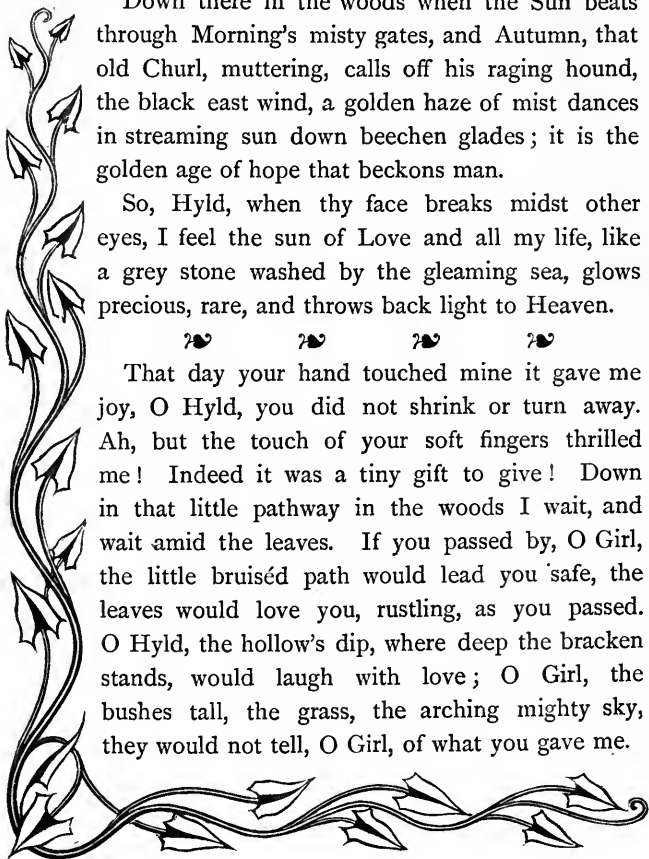 Down there in the woods when the Sun beats
through Morning's misty gates, and Autumn, that
old Churl, muttering, calls off his raging hound,
the black east wind, a golden haze of mist dances
in streaming sun down beechen glades; it is the
golden age of hope that beckons man.
So, Hyld, when thy face breaks midst other
eyes, I feel the sun of Love and all my life, like
a grey stone washed by the gleaming sea, glows
precious, rare, and throws back light to Heaven.
That day your hand touched mine it gave me
joy, O Hyld, you did not shrink or turn away.
Ah, but the touch of your soft fingers thrilled
me! Indeed it was a tiny gift to give! Down
in that little pathway in the woods I wait, and
wait amid the leaves. If you passed by, O Girl,
the little bruiséd path would lead you safe, the
leaves would love you, rustling, as you passed.
O Hyld, the hollow's dip, where deep the bracken
stands, would laugh with love; O Girl, the
bushes tall, the grass, the arching mighty sky,
they would not tell, O Girl, of what you gave me.